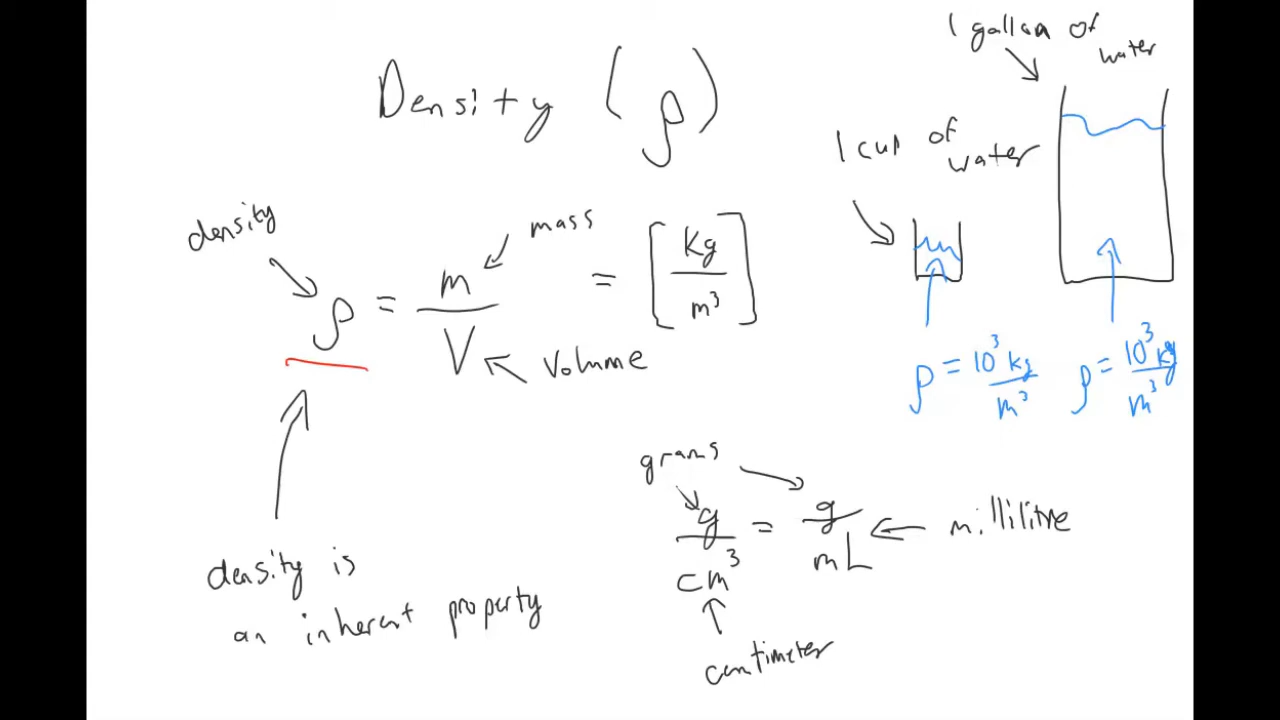 Density (ρ)
1 gallon of
water
1 cup of
water
density
mass
ρ = m/V = [Kg/m³]
Volume
ρ = 10³ kg/m³
ρ = 10³ kg/m³
density is
an inherent property
grams
g/cm³ = g/mL
millilitre
centimeter